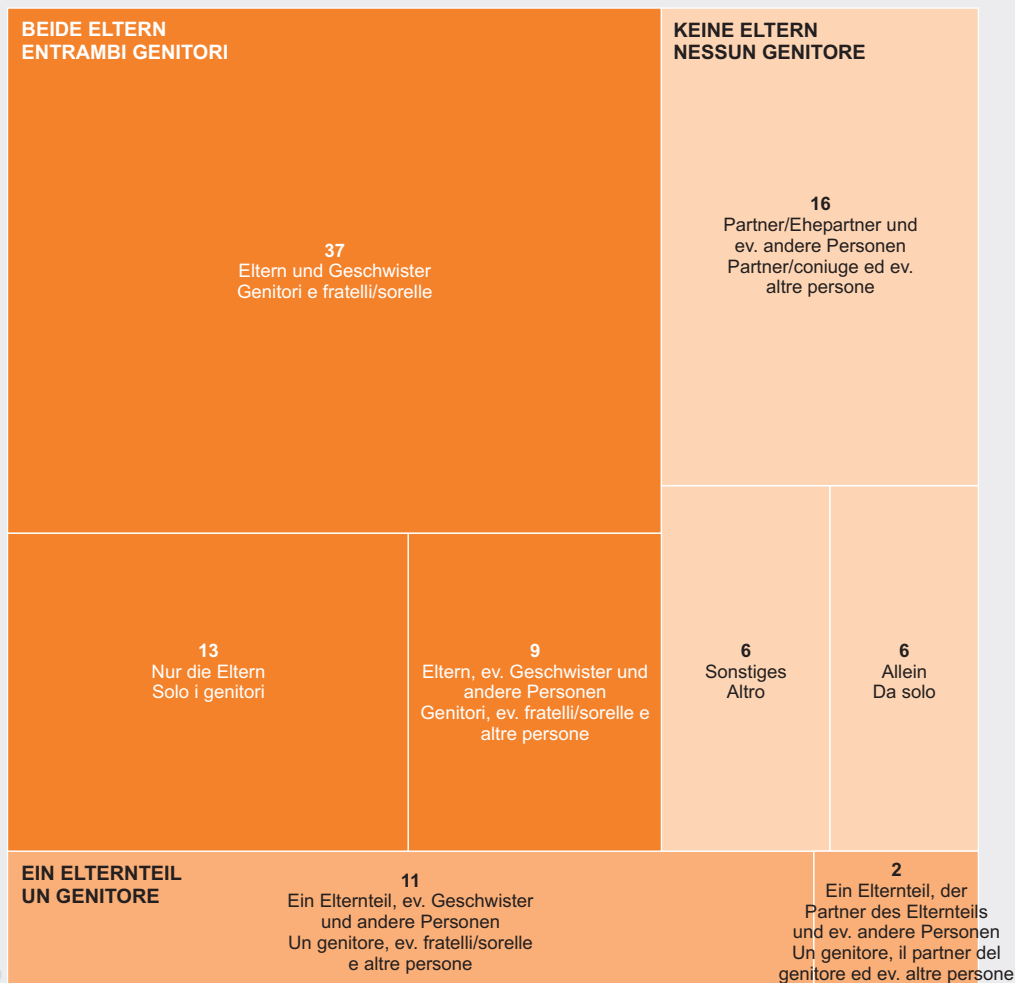 BEIDE ELTERN
ENTRAMBI GENITORI
37
Eltern und Geschwister
Genitori e fratelli/sorelle
KEINE ELTERN
NESSUN GENITORE
16
Partner/Ehepartner und
ev. andere Personen
Partner/coniuge ed ev.
altre persone
13
Nur die Eltern
Solo i genitori
9
Eltern, ev. Geschwister und
andere Personen
Genitori, ev. fratelli/sorelle e
altre persone
6
Sonstiges
Altro
6
Allein
Da solo
EIN ELTERNTEIL
UN GENITORE
11
Ein Elternteil, ev. Geschwister
und andere Personen
Un genitore, ev. fratelli/sorelle
e altre persone
2
Ein Elternteil, der
Partner des Elternteils
und ev. andere Personen
Un genitore, il partner del
genitore ed ev. altre persone